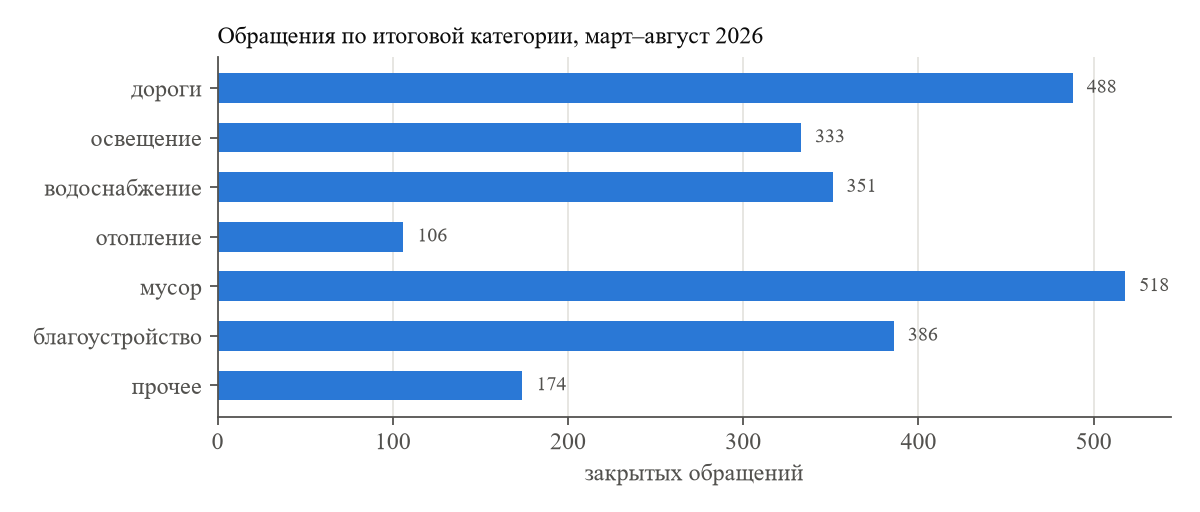 Обращения по итоговой категории, март–август 2026
дороги 488
освещение 333
водоснабжение 351
отопление 106
мусор 518
благоустройство 386
прочее 174
0 100 200 300 400 500
закрытых обращений